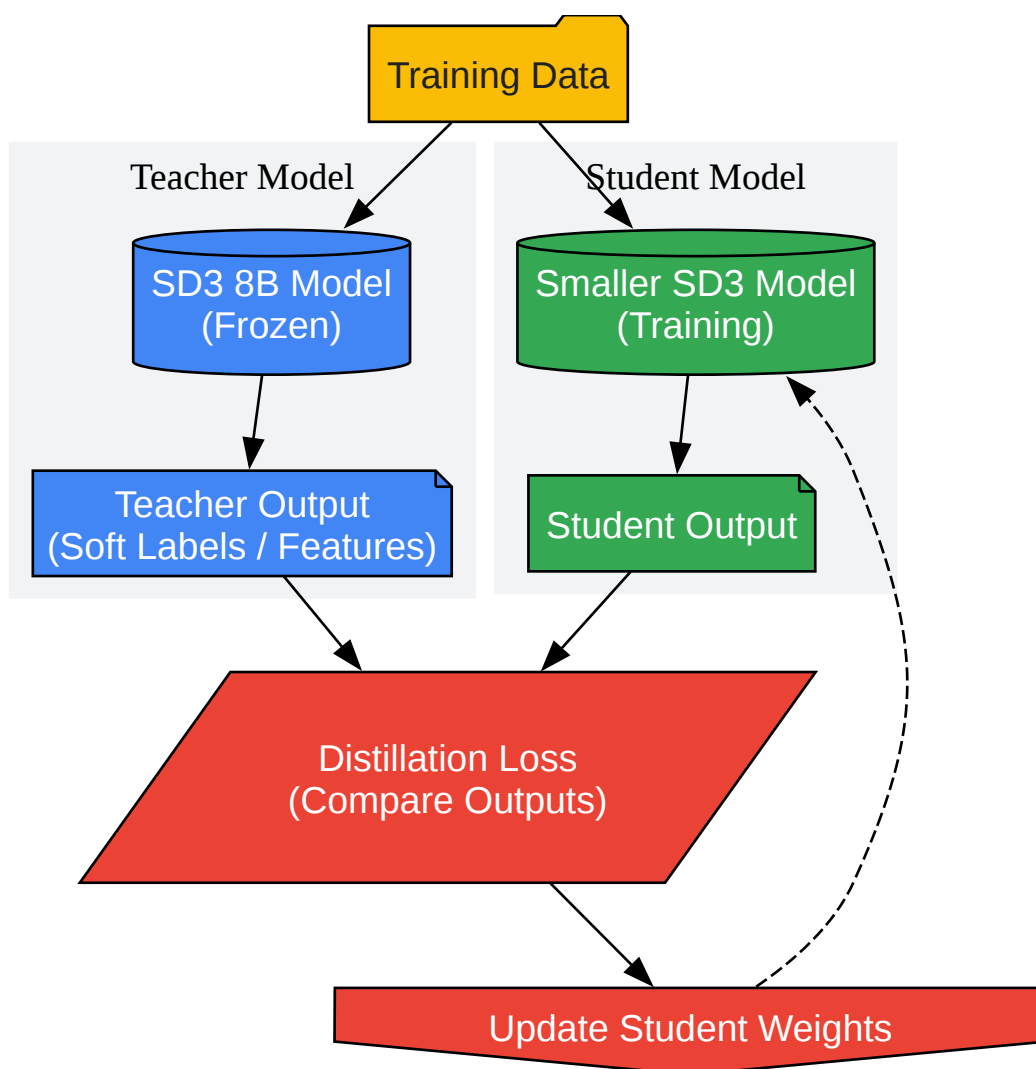 Training Data
Teacher Model
Student Model
SD3 8B Model
(Frozen)
Smaller SD3 Model
(Training)
Teacher Output
(Soft Labels / Features)
Student Output
Distillation Loss
(Compare Outputs)
Update Student Weights